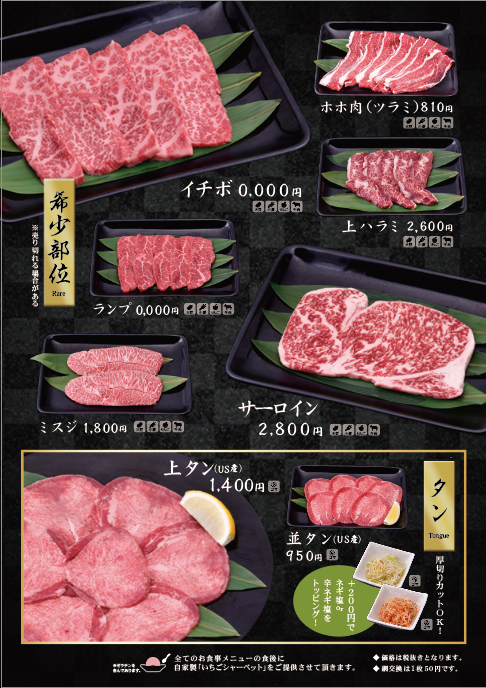 ホホ肉(ツラミ)810円
イチボ 0,000円
上ハラミ 2,600円
希少部位
Rare
※売り切れる場合がある
ランプ 0,000円
サーロイン
2,800円
ミスジ 1,800円
上タン(US産)
1,400円
タン
Tongue
厚切りカットOK!
並タン(US産)
950円
+200円で
ネギ塩or
辛ネギ塩を
トッピング!
全てのお食事メニューの食後に
自家製「いちごシャーベット」をご提供させて頂きます。
◆ 価格は税抜きとなります。
◆ 網交換は1枚50円です。